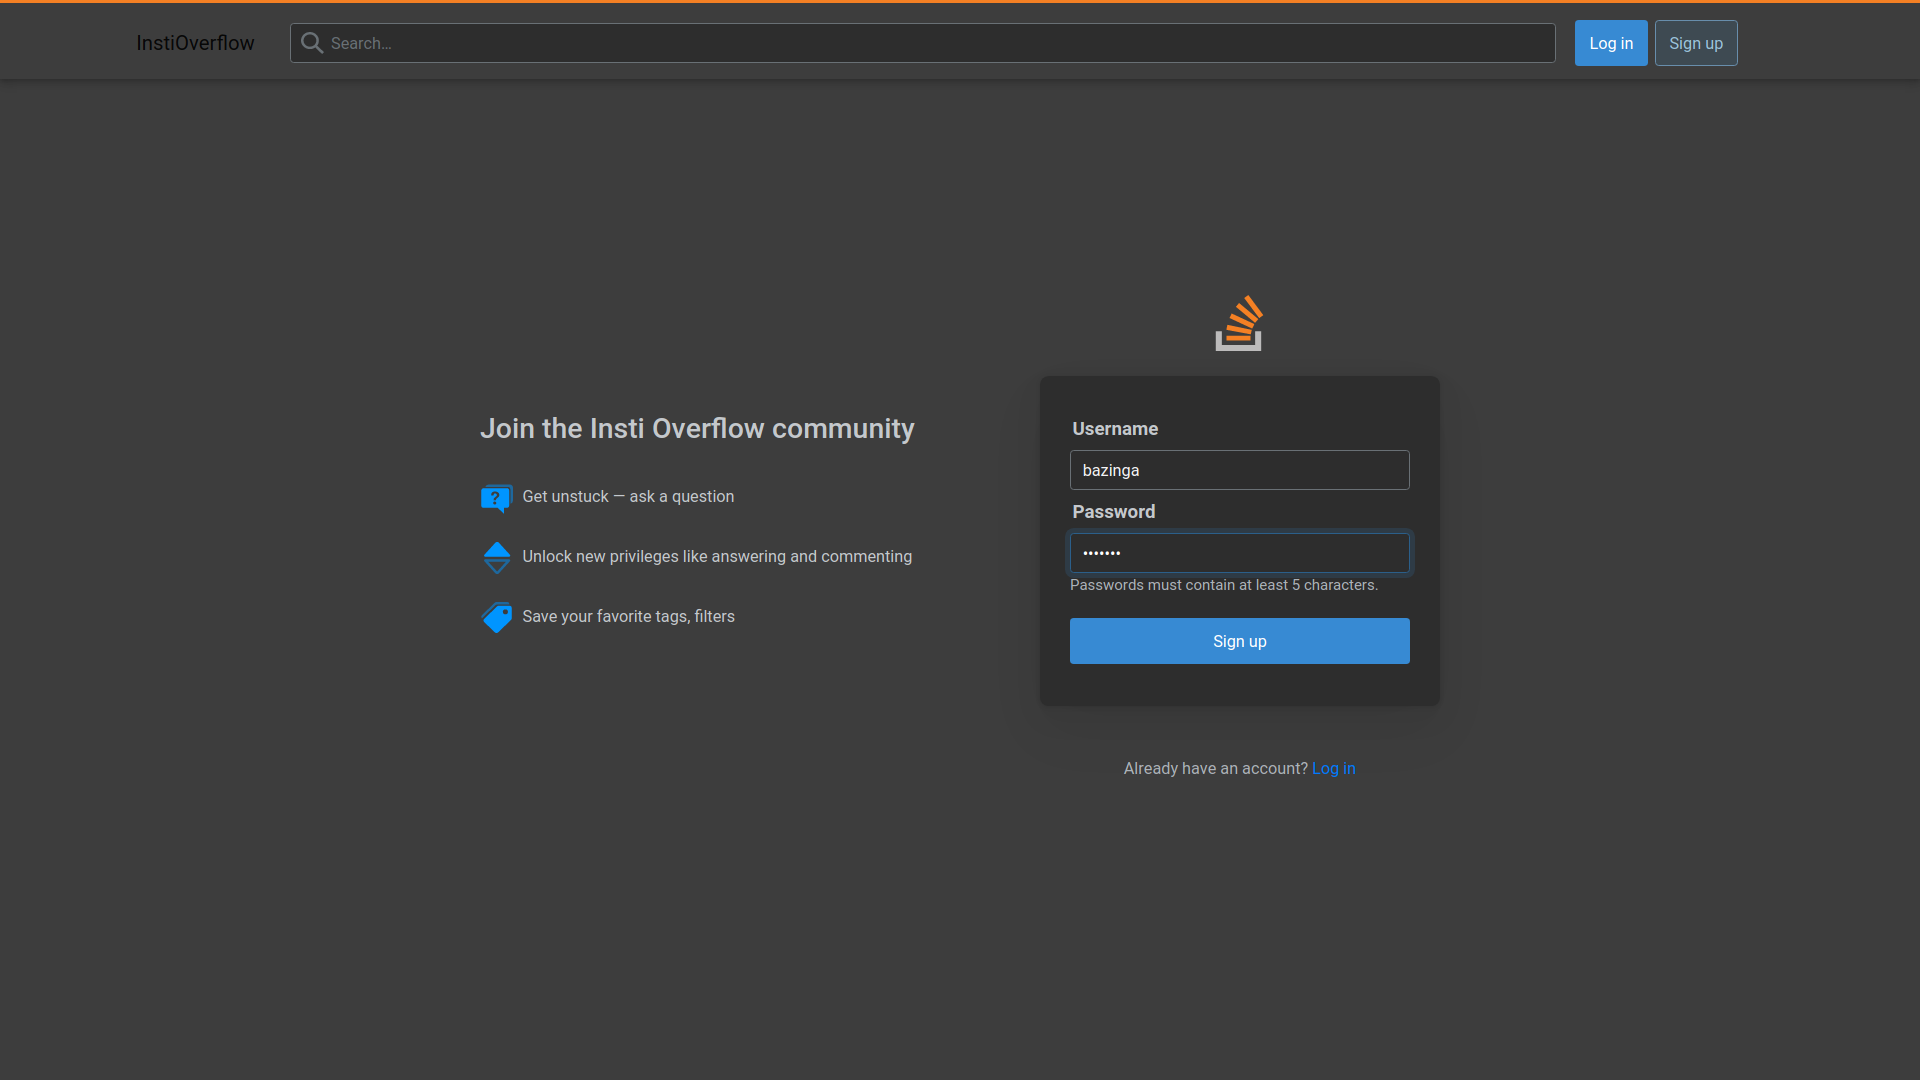 InstiOverflow
Search...
Log in
Sign up
Join the Insti Overflow community
Get unstuck — ask a question
Unlock new privileges like answering and commenting
Save your favorite tags, filters
Username
bazinga
Password
•••••••
Passwords must contain at least 5 characters.
Sign up
Already have an account? Log in